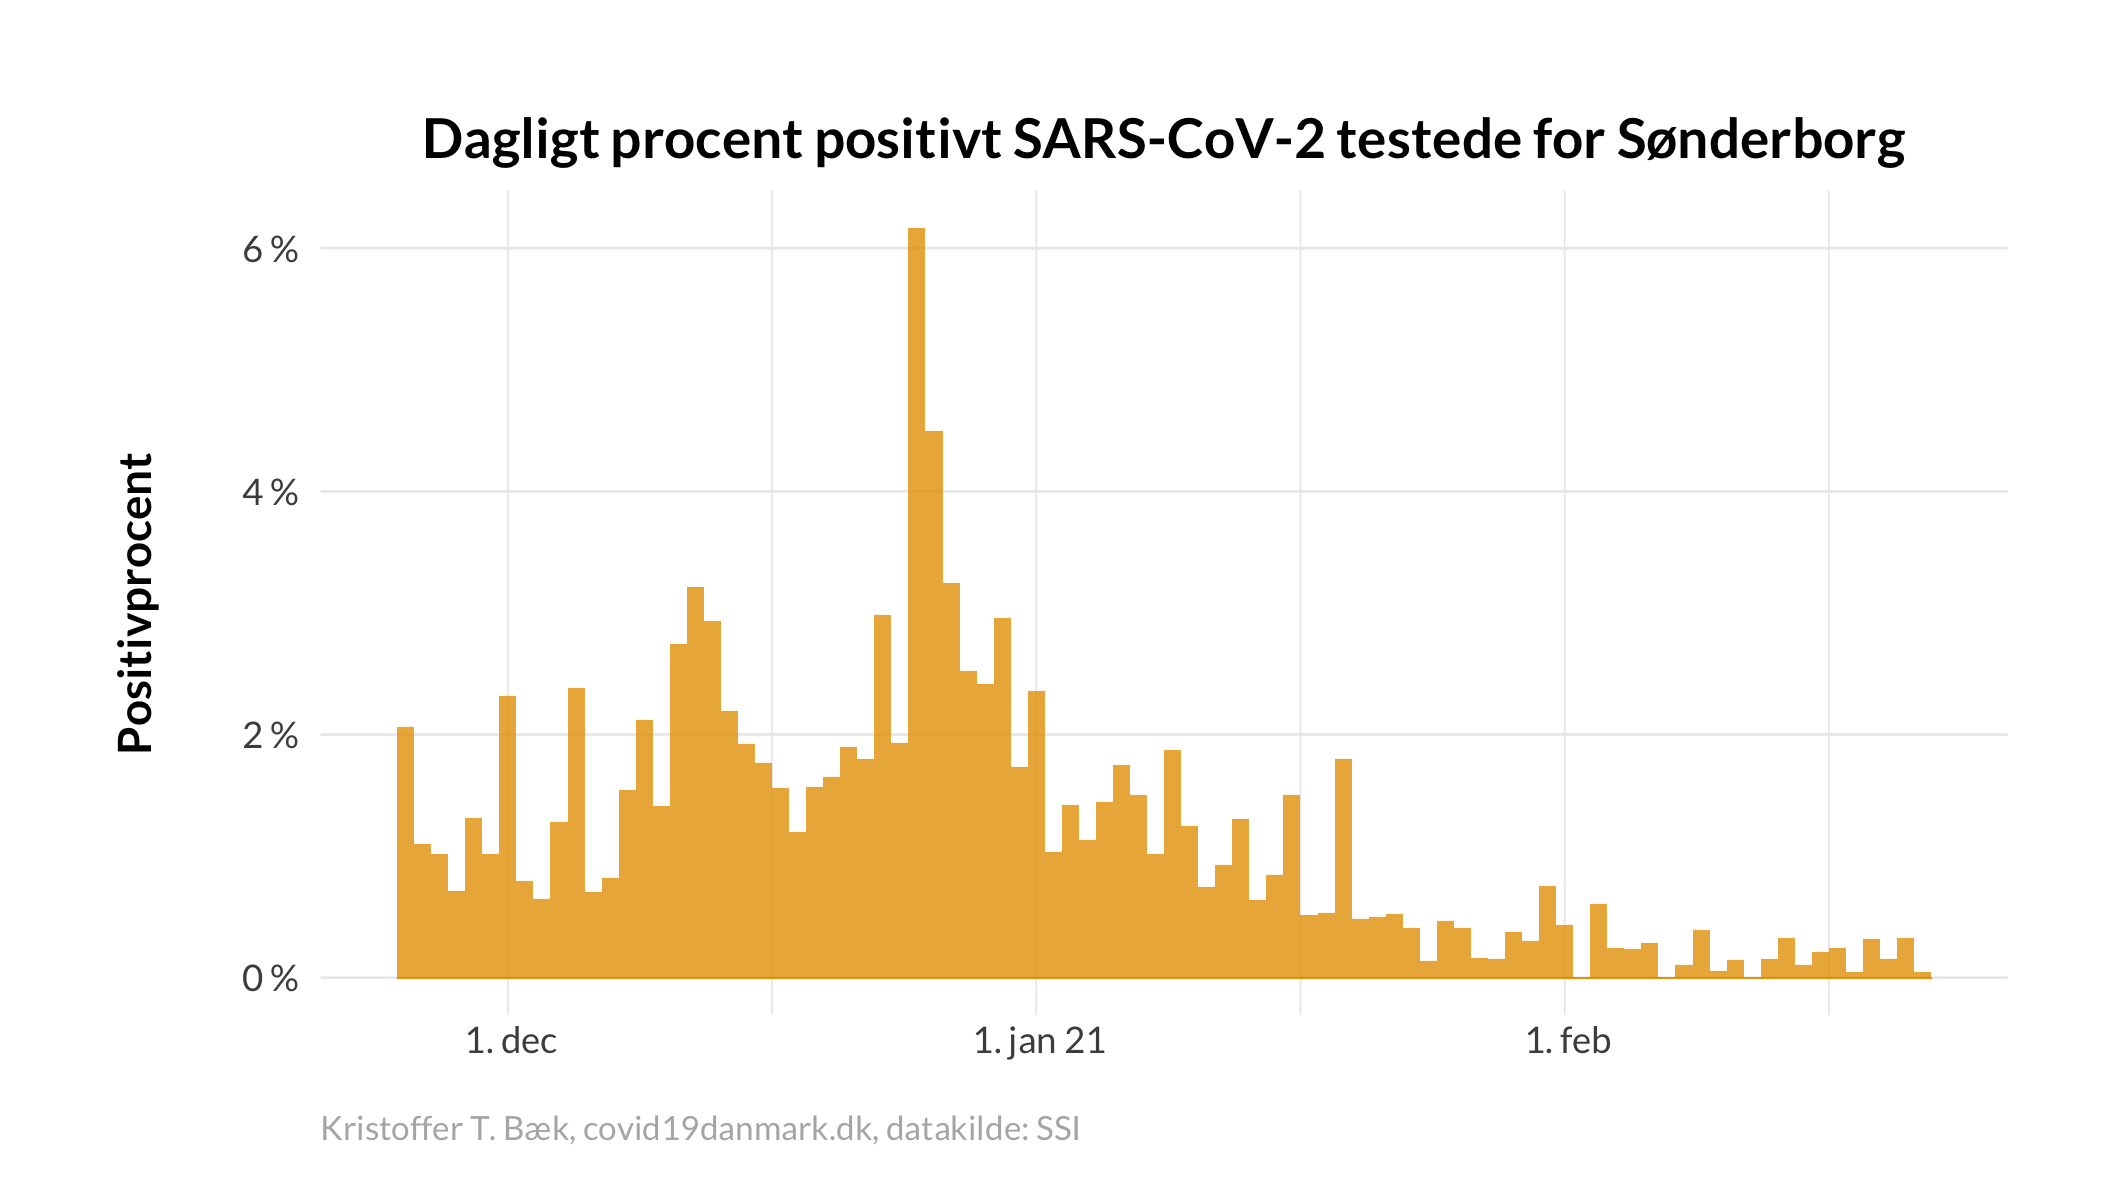 Dagligt procent positivt SARS-CoV-2 testede for Sønderborg
Positivprocent
6 %
4 %
2 %
0 %
1. dec
1. jan 21
1. feb
Kristoffer T. Bæk, covid19danmark.dk, datakilde: SSI